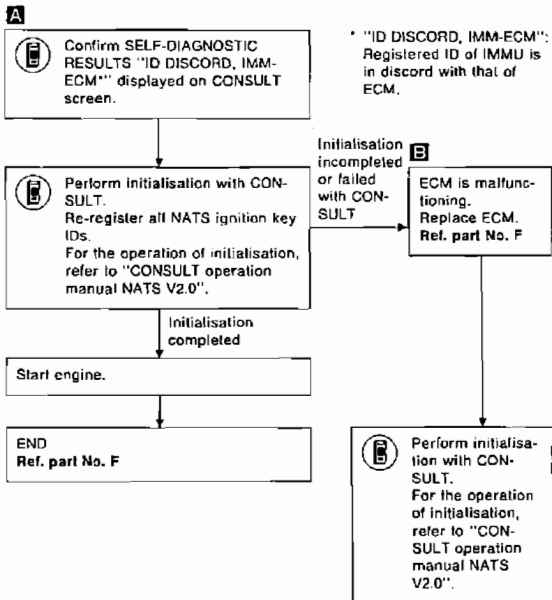 A
Confirm SELF-DIAGNOSTIC
RESULTS "ID DISCORD, IMM-
ECM*" displayed on CONSULT
screen.
* "ID DISCORD, IMM-ECM":
Registered ID of IMMU is
in discord with that of
ECM.
Perform initialisation with CON-
SULT.
Re-register all NATS ignition key
IDs.
For the operation of initialisation,
refer to "CONSULT operation
manual NATS V2.0".
Initialisation
incompleted
or failed
with CON-
SULT
B
ECM is malfunc-
tioning.
Replace ECM.
Ref. part No. F
Initialisation
completed
Start engine.
END
Ref. part No. F
Perform initialisa-
tion with CON-
SULT.
For the operation
of initialisation,
refer to "CON-
SULT operation
manual NATS
V2.0".